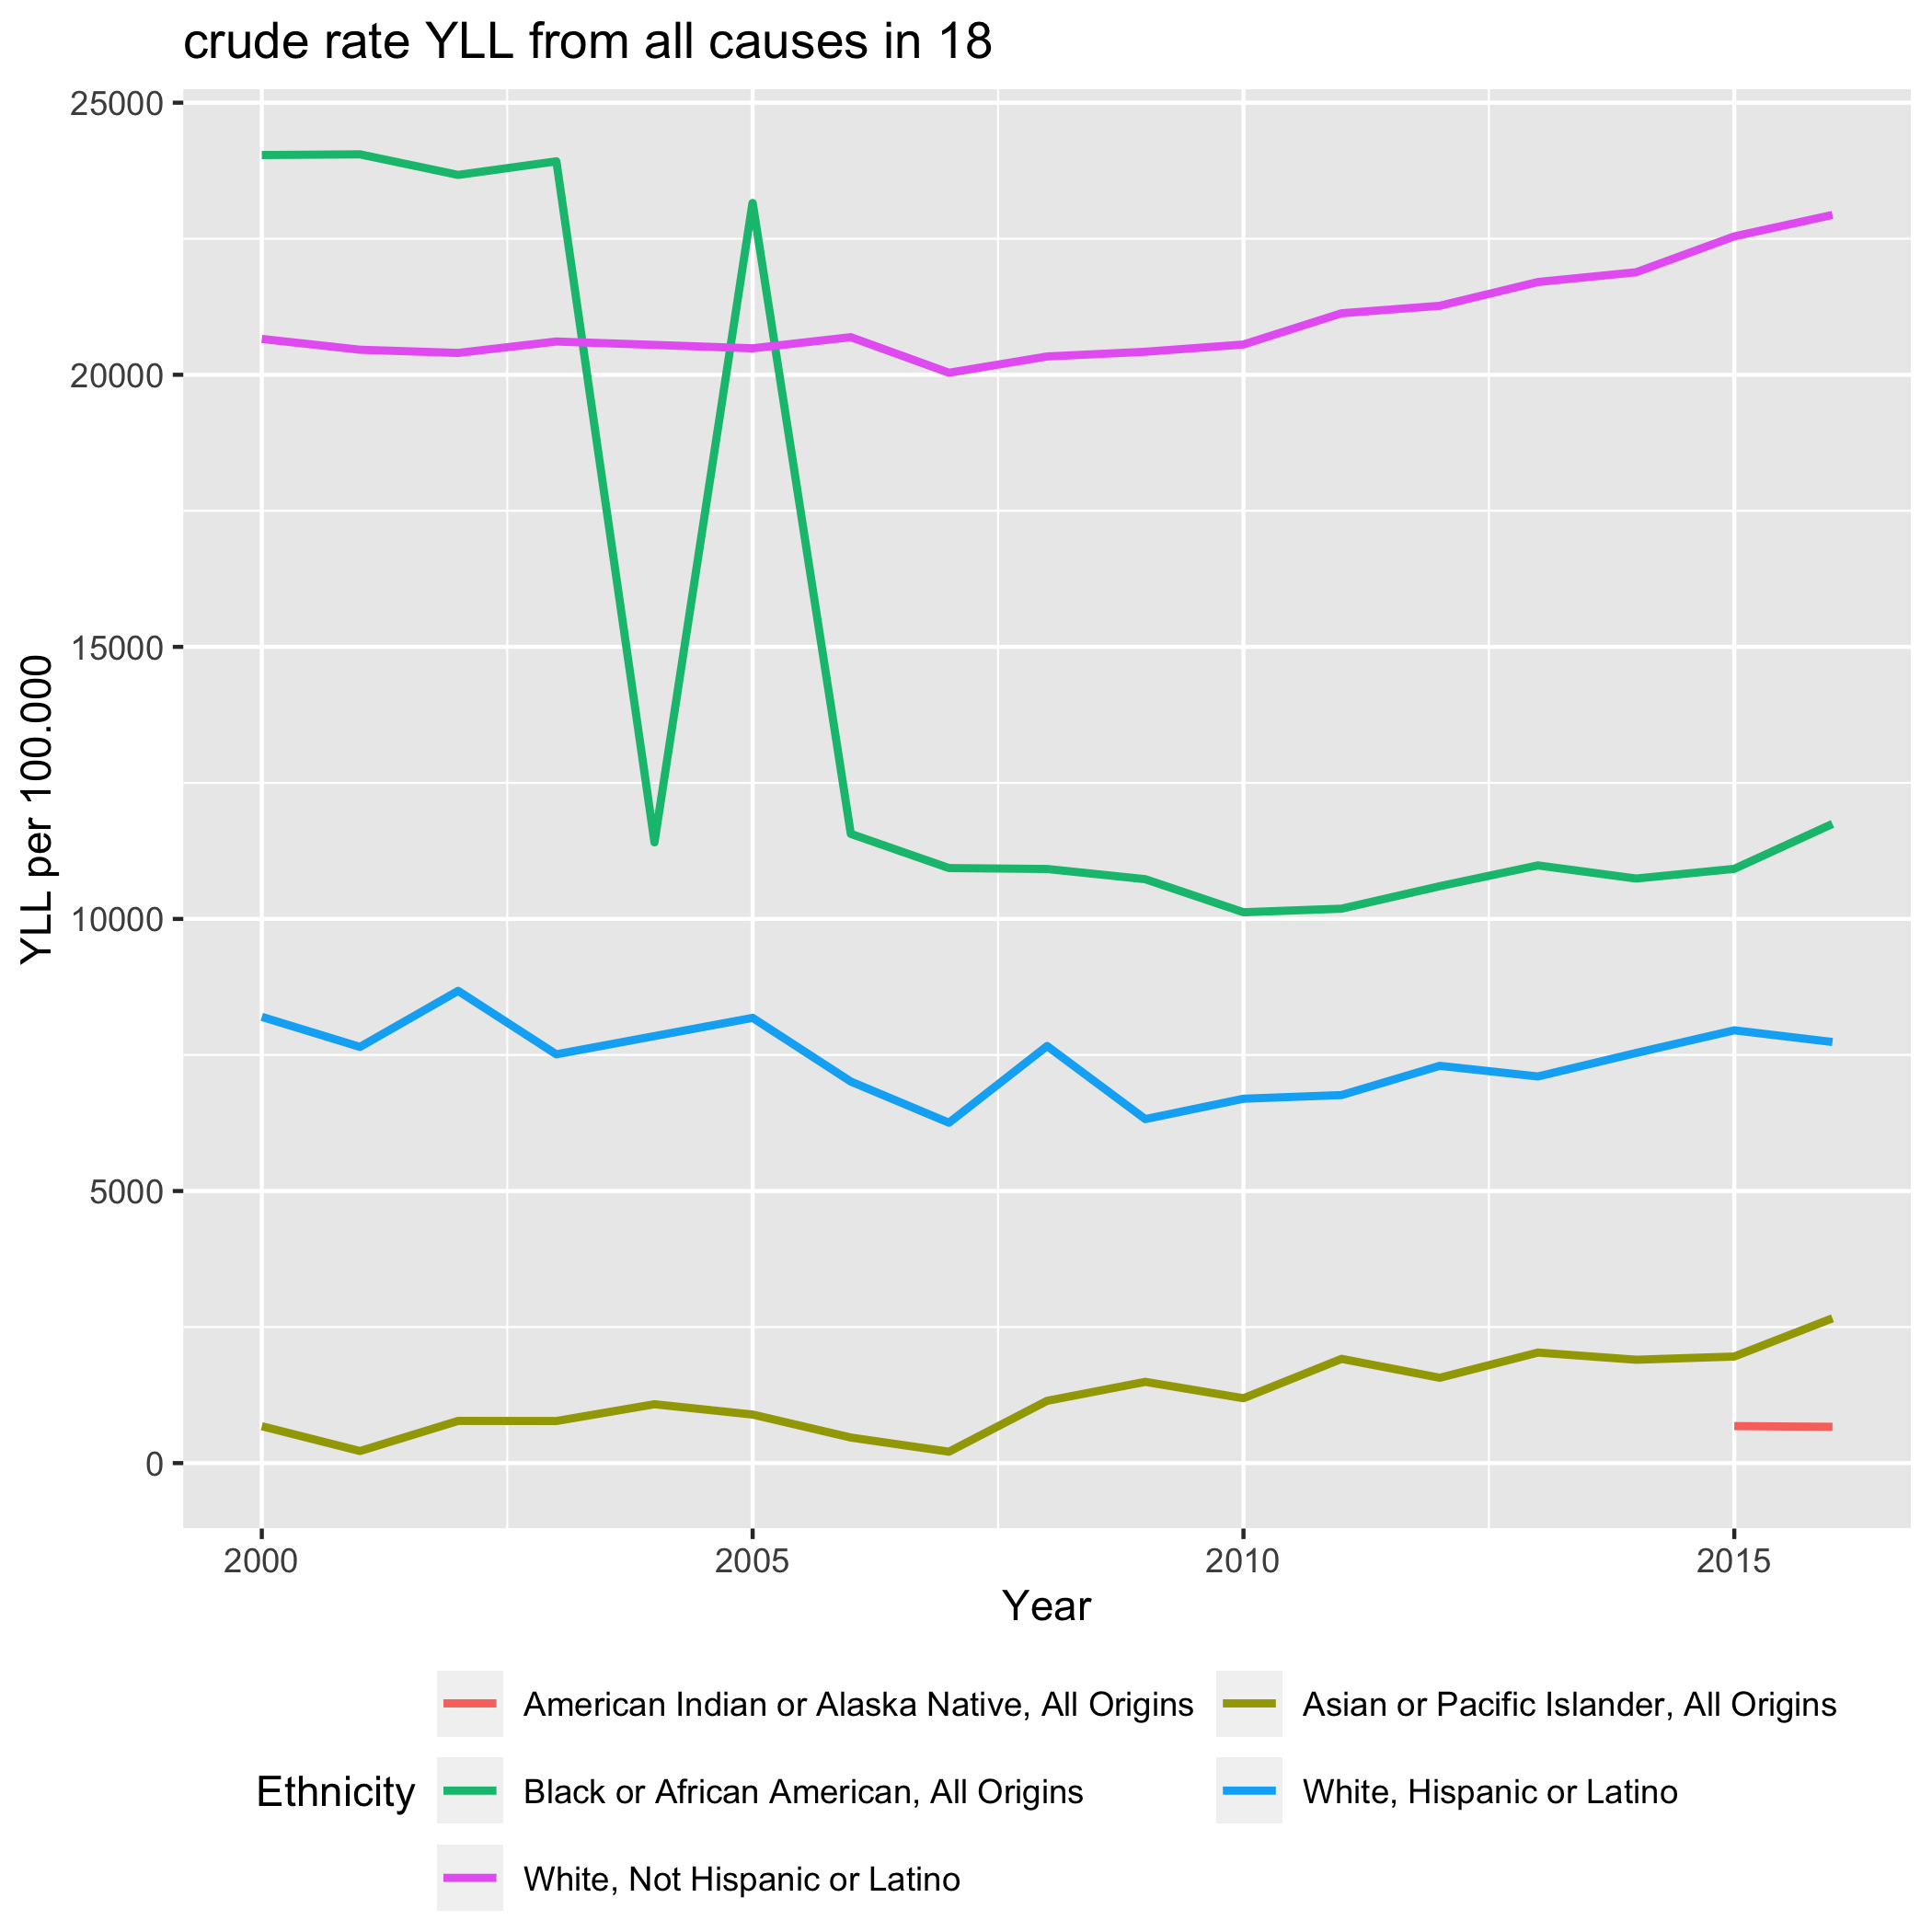 crude rate YLL from all causes in 18
25000
20000
15000
10000
5000
0
YLL per 100.000
2000 2005 2010 2015
Year
Ethnicity
American Indian or Alaska Native, All Origins
Asian or Pacific Islander, All Origins
Black or African American, All Origins
White, Hispanic or Latino
White, Not Hispanic or Latino